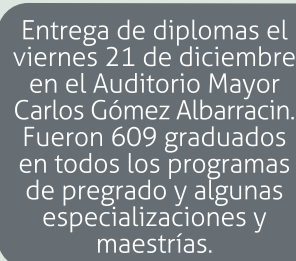 Entrega de diplomas el
viernes 21 de diciembre
en el Auditorio Mayor
Carlos Gómez Albarracin.
Fueron 609 graduados
en todos los programas
de pregrado y algunas
especializaciones y
maestrías.